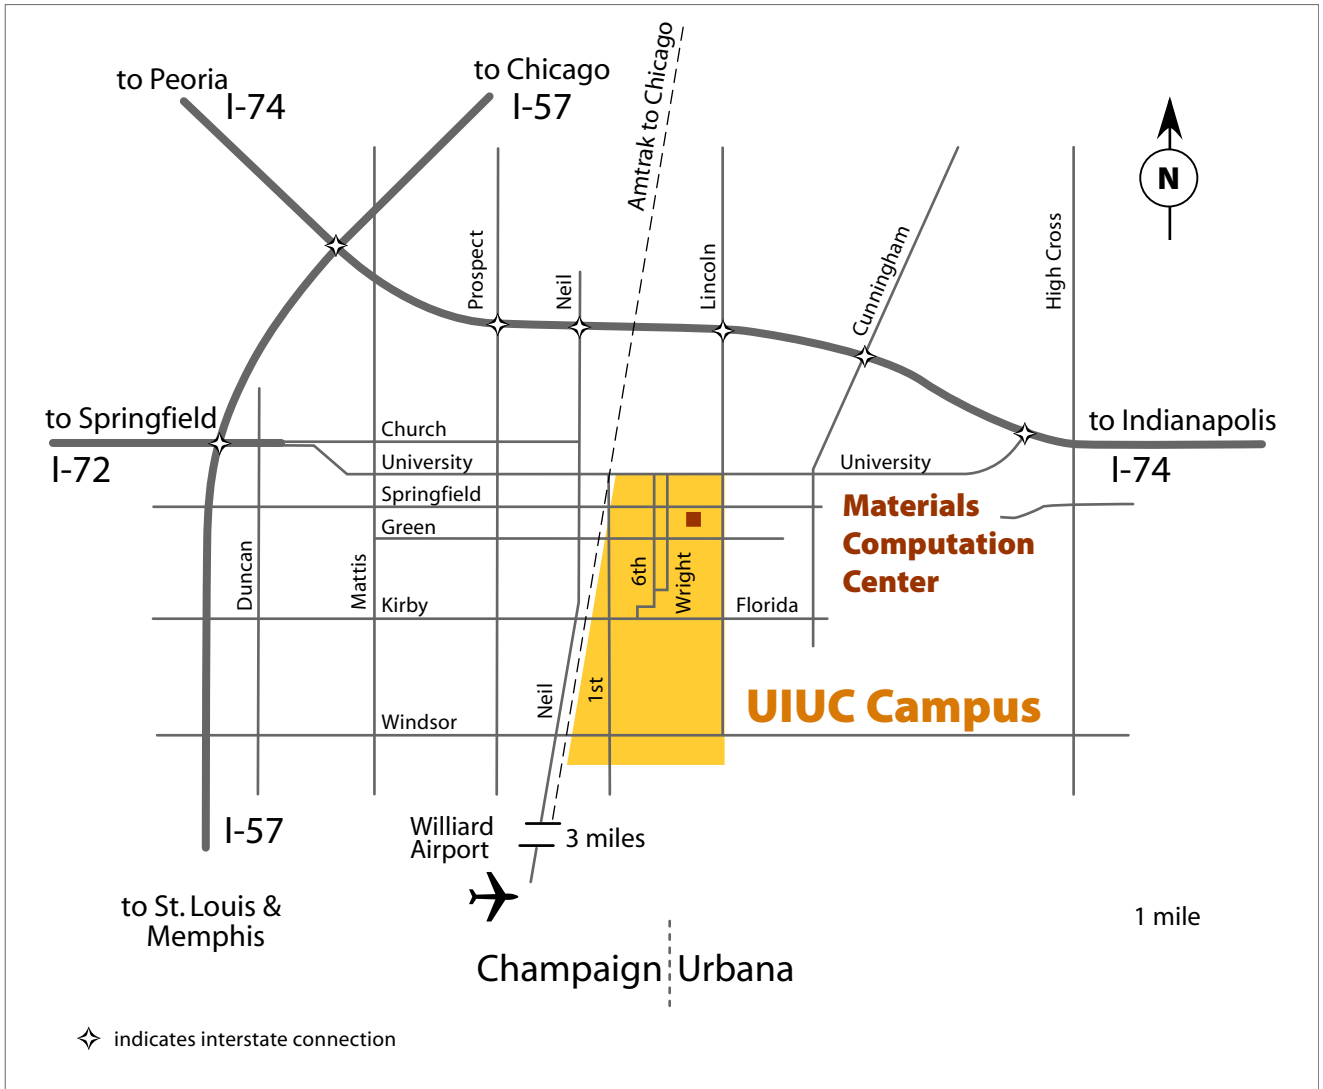 to Peoria
I-74
to Chicago
I-57
Amtrak to Chicago
N
Prospect
Neil
Lincoln
Cunningham
High Cross
to Springfield
I-72
Church
University
University
to Indianapolis
I-74
Springfield
Green
Materials
Computation
Center
Duncan
Mattis
6th
Wright
Kirby
Florida
Neil
1st
UIUC Campus
Windsor
I-57
Williard
Airport
3 miles
to St. Louis &
Memphis
1 mile
Champaign
Urbana
indicates interstate connection